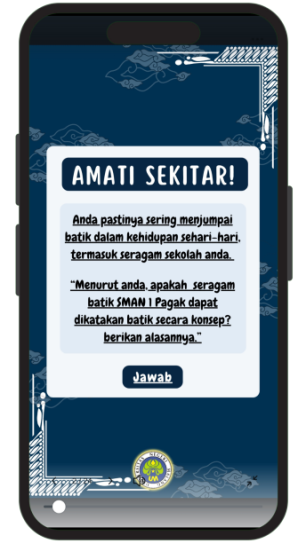 AMATI SEKITAR!
Anda pastinya sering menjumpai
batik dalam kehidupan sehari-hari,
termasuk seragam sekolah anda.
"Menurut anda, apakah seragam
batik SMAN 1 Pagak dapat
dikatakan batik secara konsep?
berikan alasannya."
Jawab